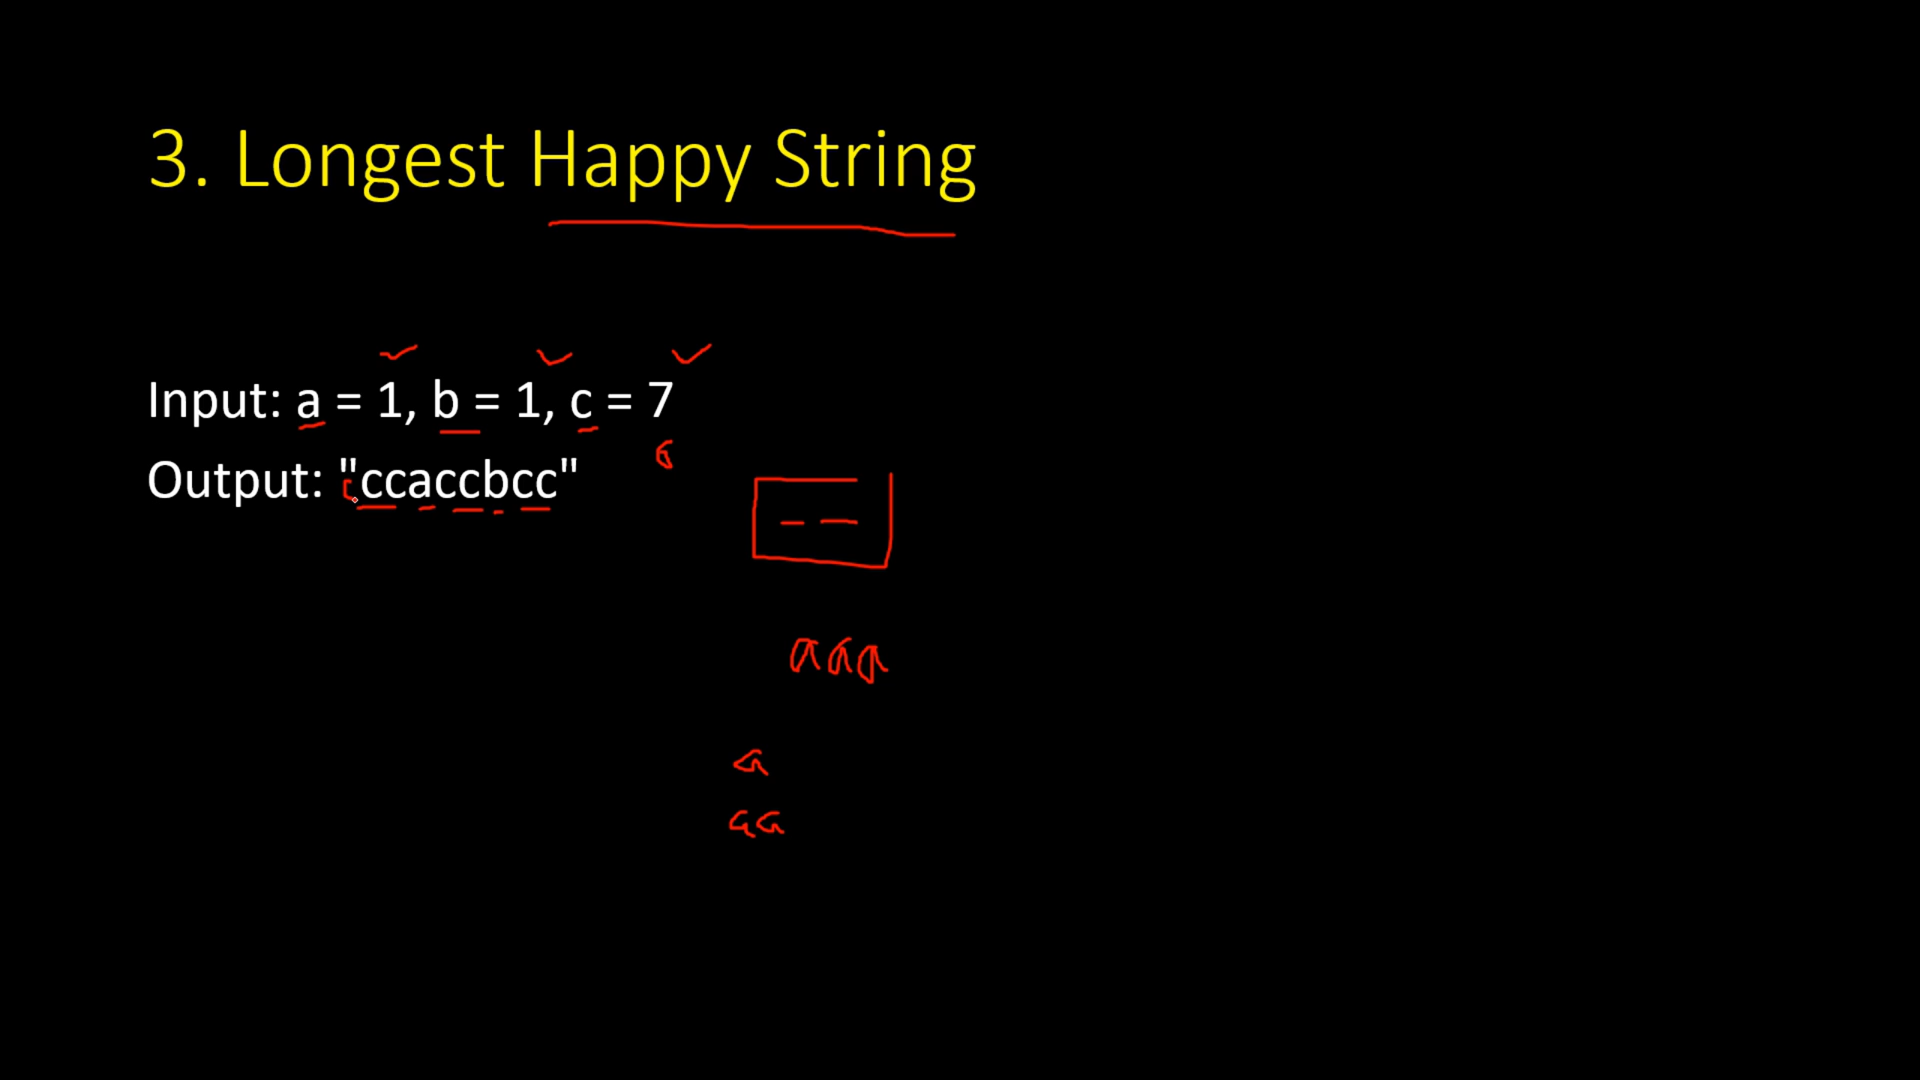 3. Longest Happy String
Input: a = 1, b = 1, c = 7
6
Output: "ccaccbcc"
aaa
a
aa